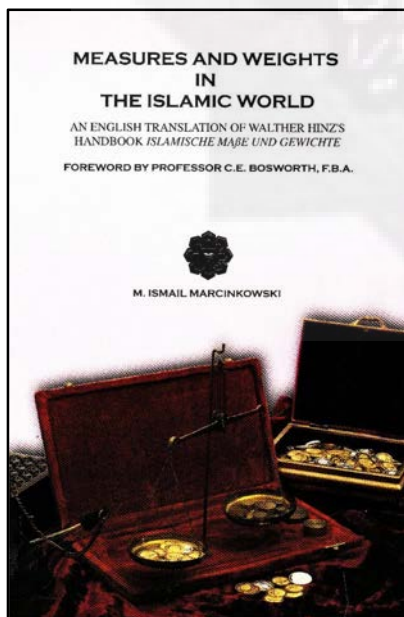 MEASURES AND WEIGHTS
IN
THE ISLAMIC WORLD
AN ENGLISH TRANSLATION OF WALTHER HINZ'S
HANDBOOK ISLAMISCHE MAβE UND GEWICHTE
FOREWORD BY PROFESSOR C.E. BOSWORTH, F.B.A.
M. ISMAIL MARCINKOWSKI